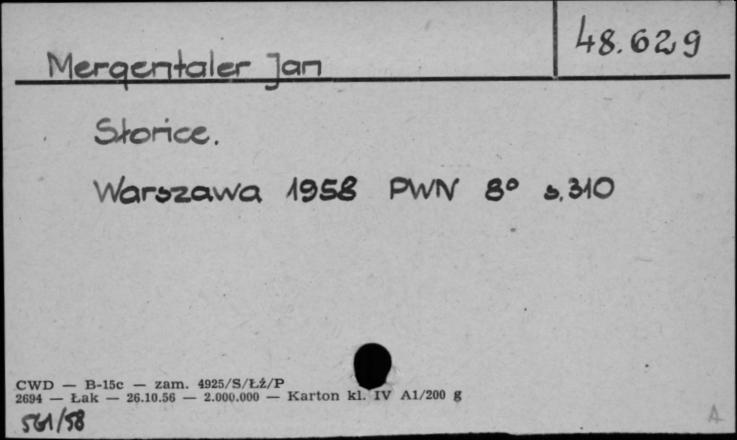 48.629
Mergentaler Jan
Słońce.
Warszawa 1958 PWN 8° s. 310
CWD — B-15c — zam. 4925/S/Łż/P
2694 — Łak — 26.10.56 — 2.000.000 — Karton kl. IV A1/200 g
561/58
A